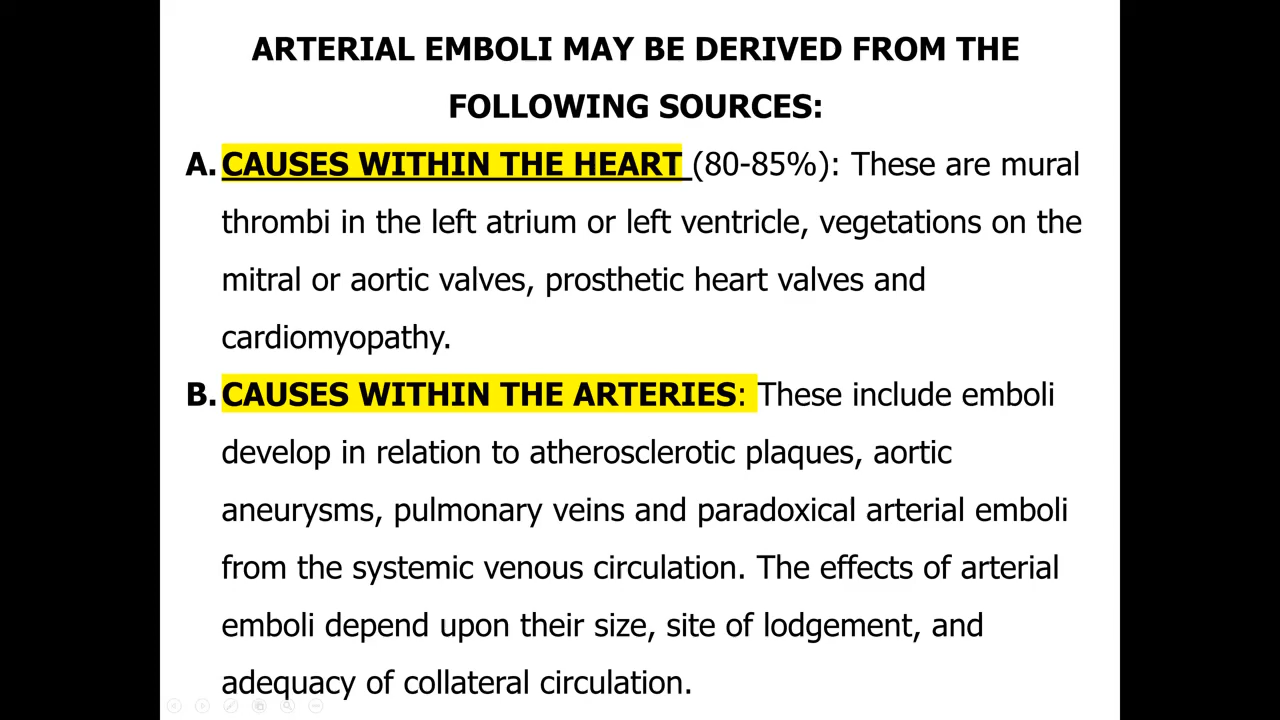 ARTERIAL EMBOLI MAY BE DERIVED FROM THE
FOLLOWING SOURCES:
A. CAUSES WITHIN THE HEART (80-85%): These are mural
thrombi in the left atrium or left ventricle, vegetations on the
mitral or aortic valves, prosthetic heart valves and
cardiomyopathy.
B. CAUSES WITHIN THE ARTERIES: These include emboli
develop in relation to atherosclerotic plaques, aortic
aneurysms, pulmonary veins and paradoxical arterial emboli
from the systemic venous circulation. The effects of arterial
emboli depend upon their size, site of lodgement, and
adequacy of collateral circulation.